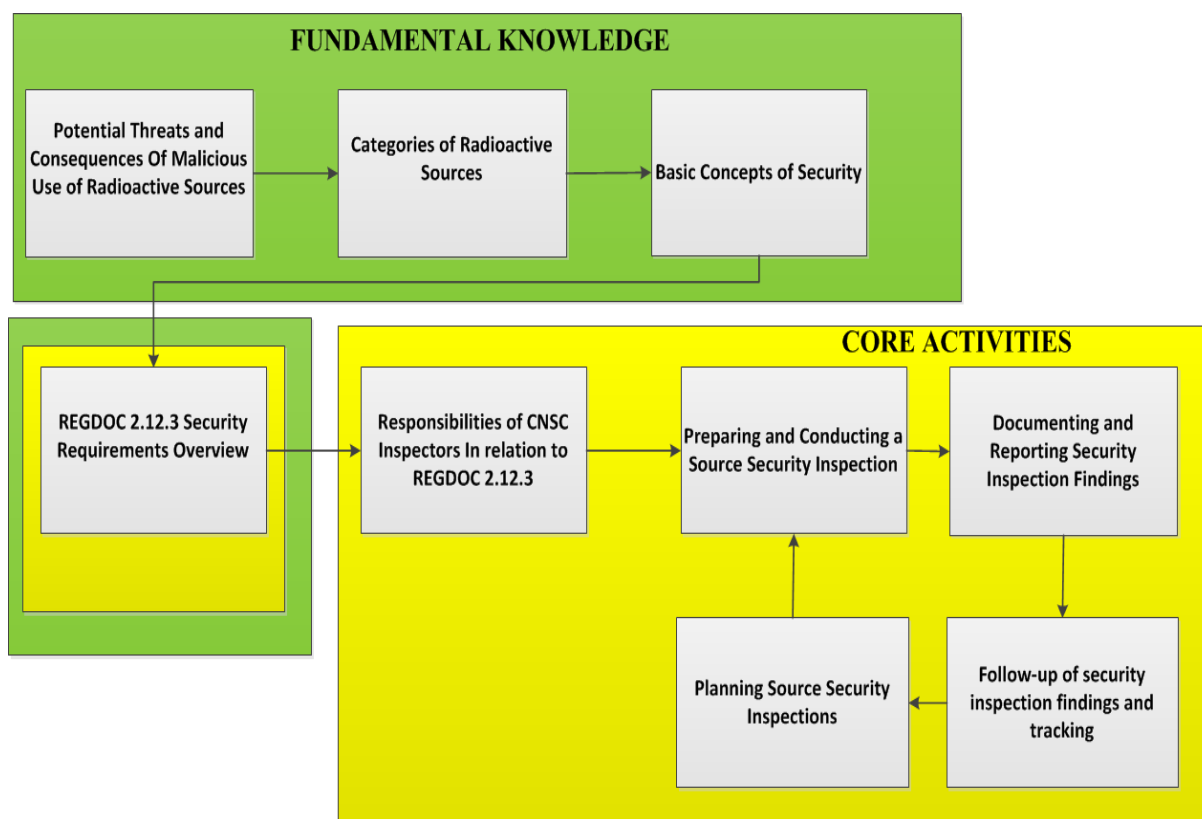 FUNDAMENTAL KNOWLEDGE
Potential Threats and
Consequences Of Malicious
Use of Radioactive Sources
Categories of Radioactive
Sources
Basic Concepts of Security
REGDOC 2.12.3 Security
Requirements Overview
CORE ACTIVITIES
Responsibilities of CNSC
Inspectors In relation to
REGDOC 2.12.3
Preparing and Conducting a
Source Security Inspection
Documenting and
Reporting Security
Inspection Findings
Planning Source Security
Inspections
Follow-up of security
inspection findings and
tracking